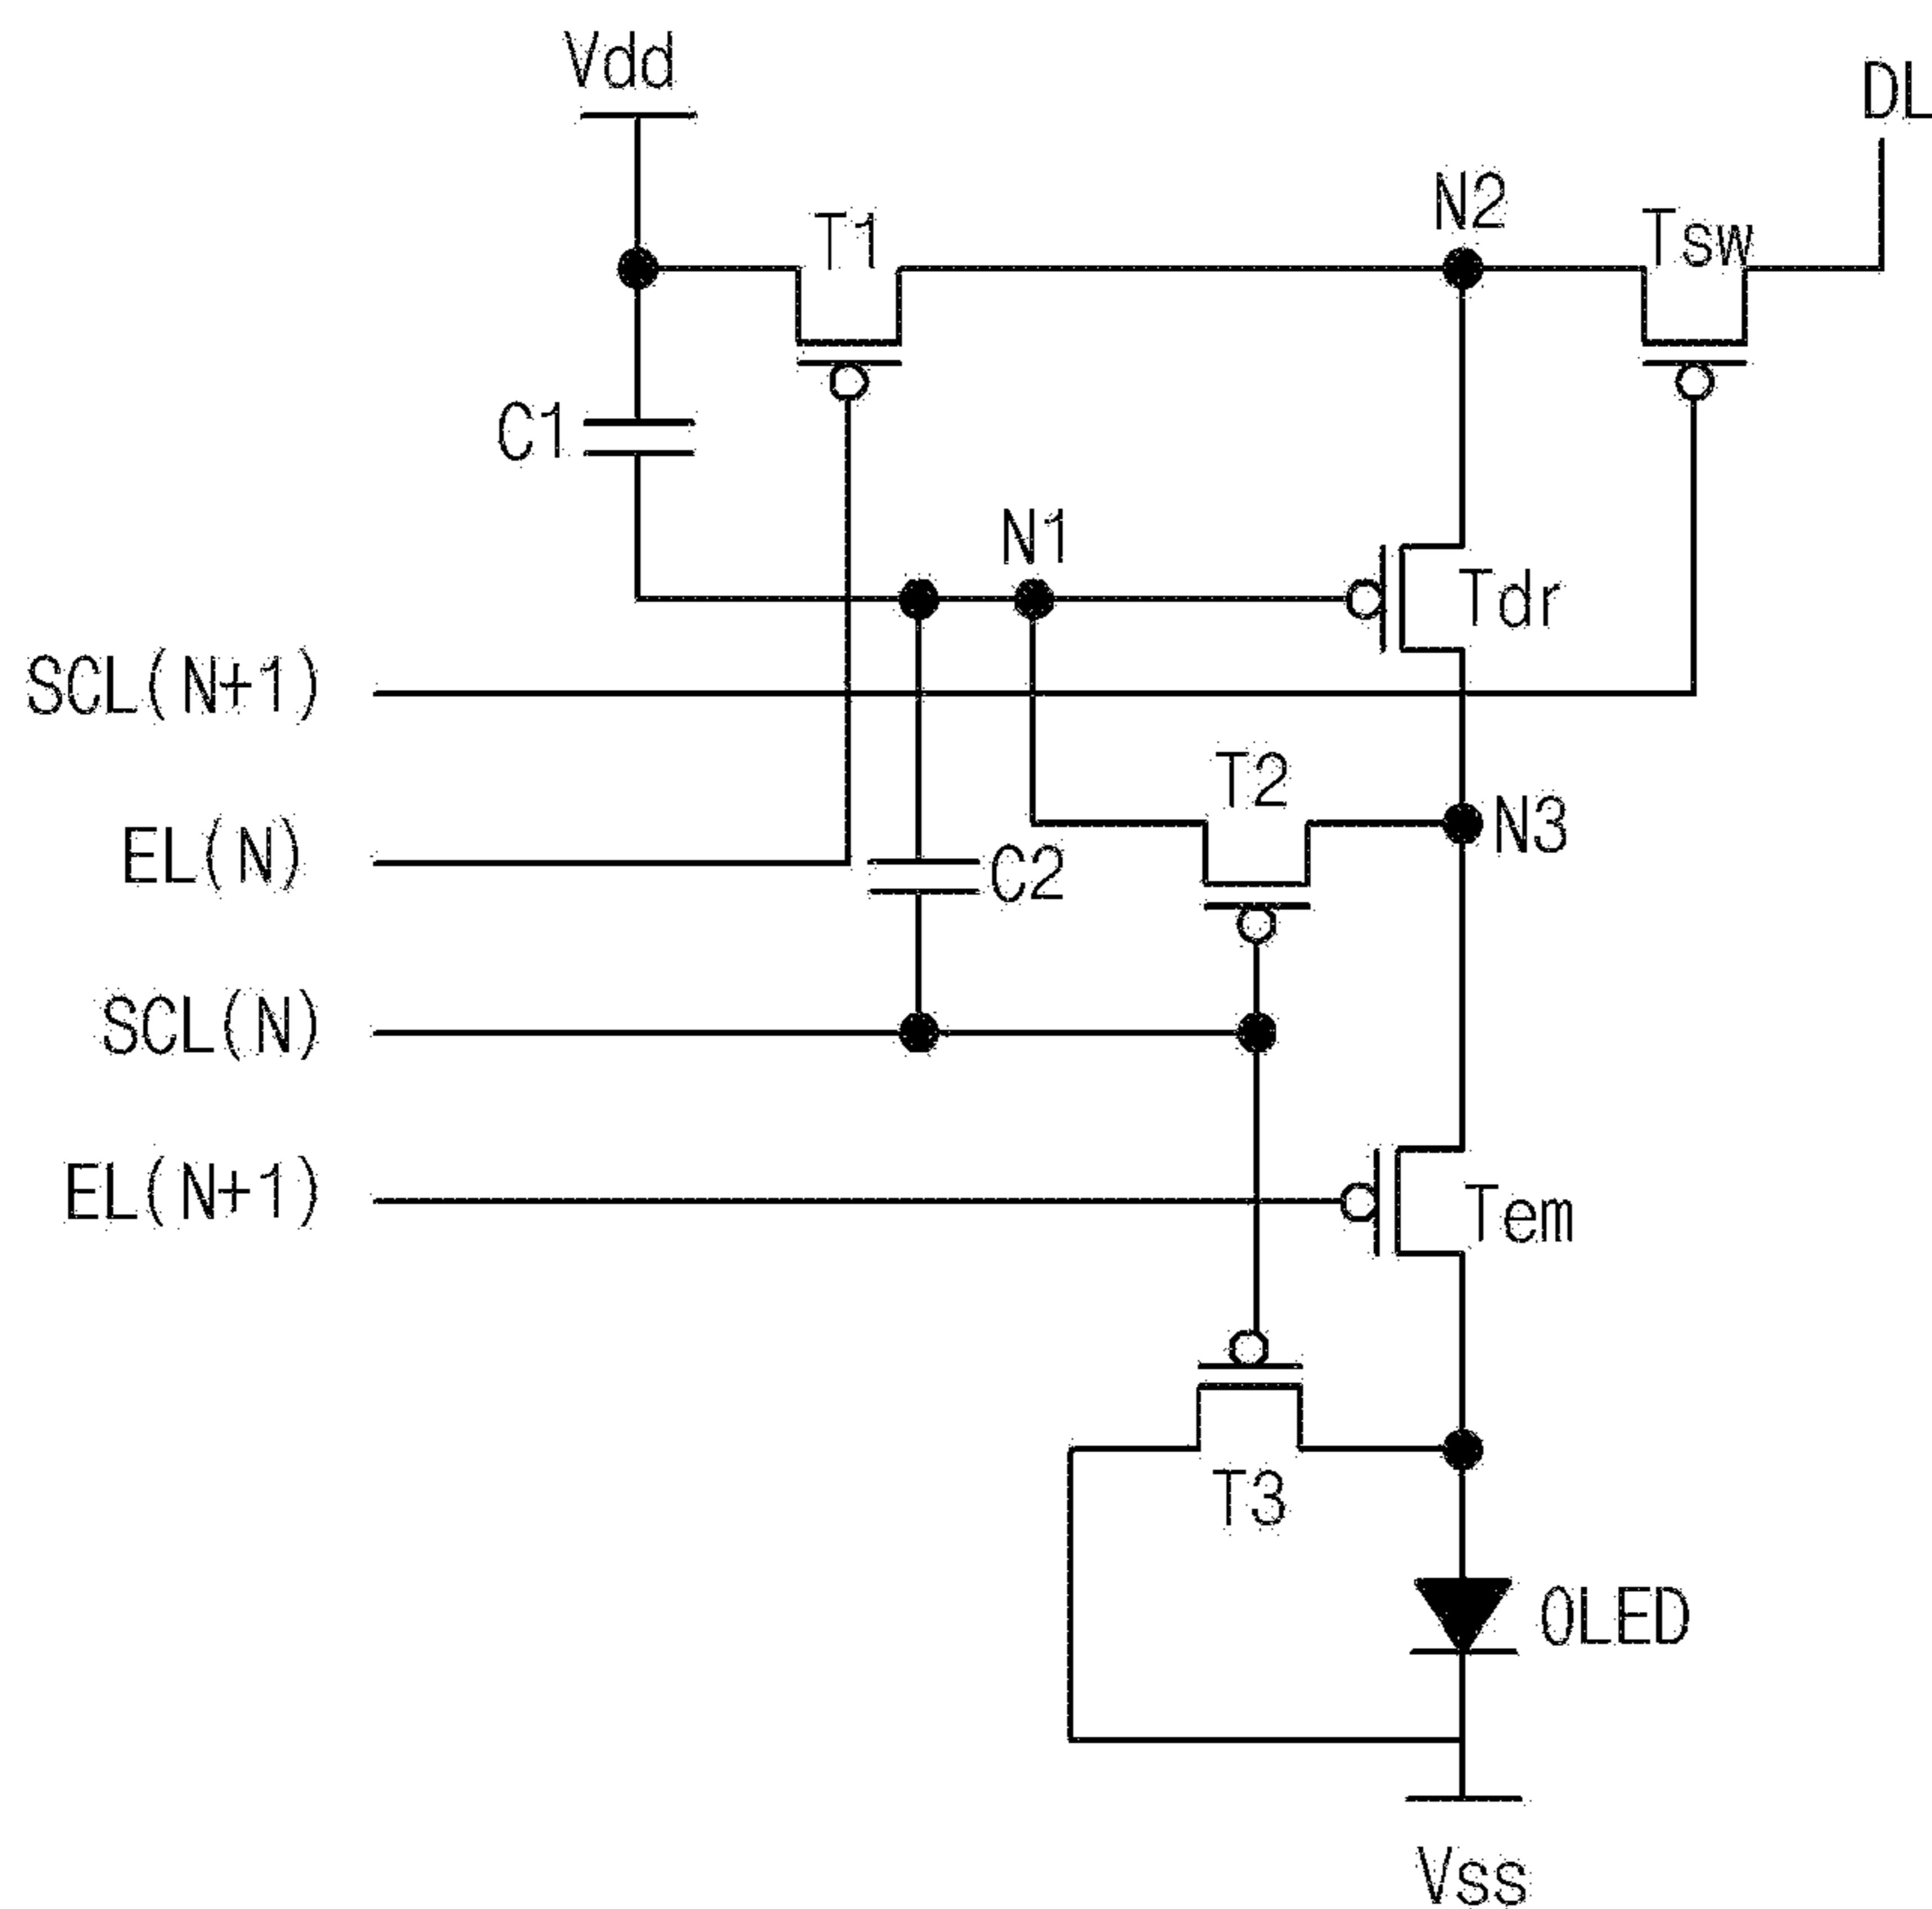 Vdd
DL
N2
T1
Tsw
C1
N1
Tdr
SCL(N+1)
T2
N3
EL(N)
C2
SCL(N)
EL(N+1)
Tem
T3
OLED
Vss